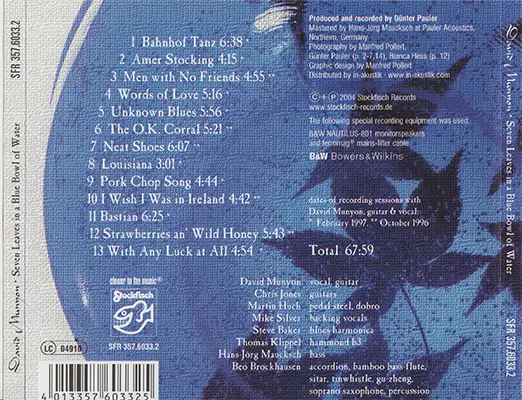 SFR 357.6033.2
David Munyon • Seven Leaves in a Blue Bowl of Water
1 Bahnhof Tanz 6:38 *
2 Amer Stocking 4:15 *
3 Men with No Friends 4:55 **
4 Words of Love 5:16
5 Unknown Blues 5:56 *
6 The O.K. Corral 5:21 **
7 Neat Shoes 6:07 **
8 Louisiana 3:01 *
9 Pork Chop Song 4:44 *
10 I Wish I Was in Ireland 4:42 **
11 Bastian 6:25 *
12 Strawberries an' Wild Honey 5:43 **
13 With Any Luck at All 4:54 *
Produced and recorded by Günter Pauler
Mastered by Hans-Jörg Maucksch at Pauler Acoustics,
Northeim, Germany
Photography by Manfred Pollert,
Günter Pauler (p. 2-7,14), Bianca Hess (p. 12)
Graphic design by Manfred Pollert
Distributed by in-akustik - www.in-akustik.com
© + ℗ 2004 Stockfisch Records
www.stockfisch-records.de
The following special recording equipment was used:
B&W NAUTILUS-801 monitorspeakers
and ferromag® mains-filter cable
B&W Bowers & Wilkins
dates of recording sessions with
David Munyon, guitar & vocal:
* February 1997, ** October 1996
Total 67:59
closer to the music®
Stockfisch
SFR 357.6033.2
LC 04910
4 013357 603325
David Munyon vocal, guitar
Chris Jones guitars
Martin Huch pedal steel, dobro
Mike Silver backing vocals
Steve Baker blues harmonica
Thomas Klippel hammond b3
Hans-Jörg Maucksch bass
Beo Brockhausen accordion, bamboo bass-flute,
sitar, tinwhistle, gu-zheng,
soprano saxophone, percussion
David Munyon • Seven Leaves in a Blue Bowl of Water
SFR 357.6033.2